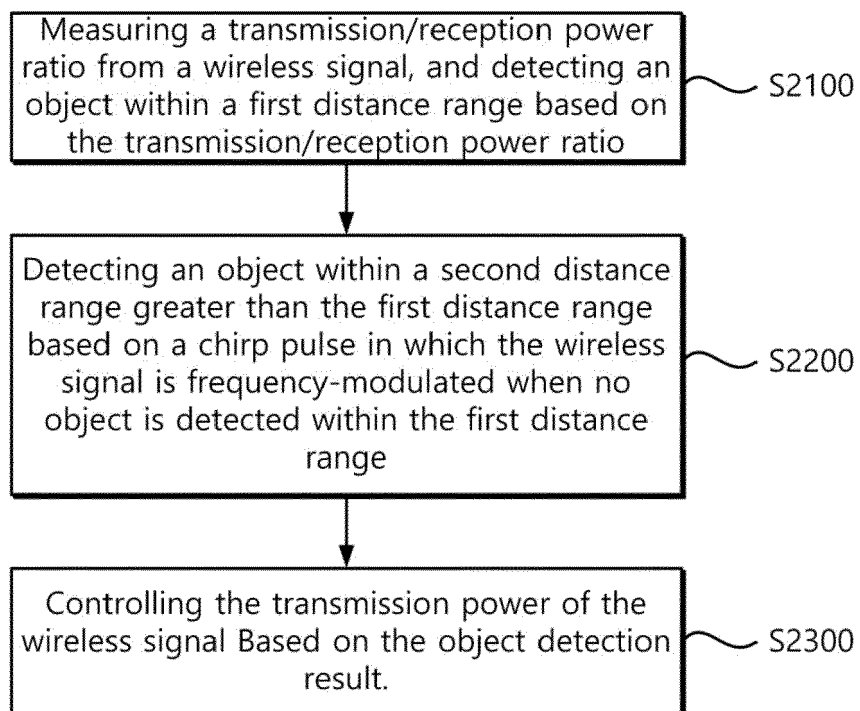 Measuring a transmission/reception power
ratio from a wireless signal, and detecting an
object within a first distance range based on
the transmission/reception power ratio
S2100
Detecting an object within a second distance
range greater than the first distance range
based on a chirp pulse in which the wireless
signal is frequency-modulated when no
object is detected within the first distance
range
S2200
Controlling the transmission power of the
wireless signal Based on the object detection
result.
S2300